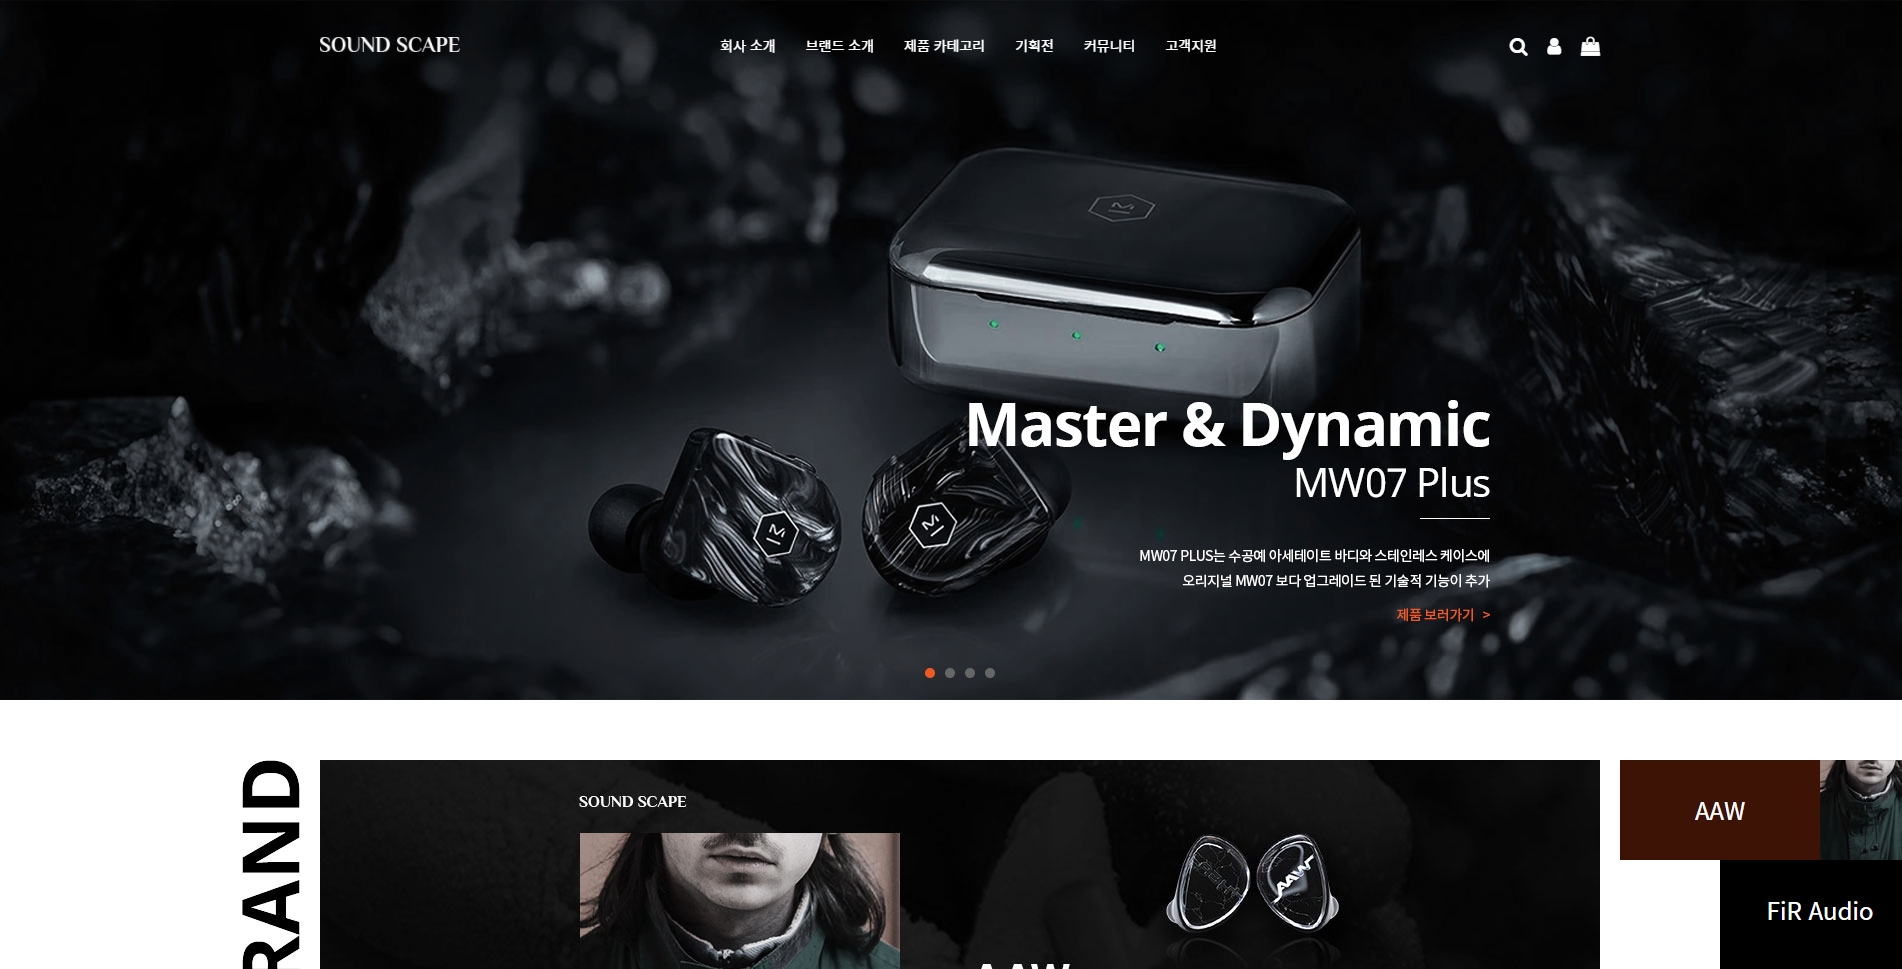 SOUND SCAPE
회사 소개
브랜드 소개
제품 카테고리
기획전
커뮤니티
고객지원
Master & Dynamic
MW07 Plus
MW07 PLUS는 수공예 아세테이트 바디와 스테인레스 케이스에
오리지널 MW07 보다 업그레이드 된 기술적 기능이 추가
제품 보러가기 >
RAND
SOUND SCAPE
AAW
AAW
AAW
FiR Audio